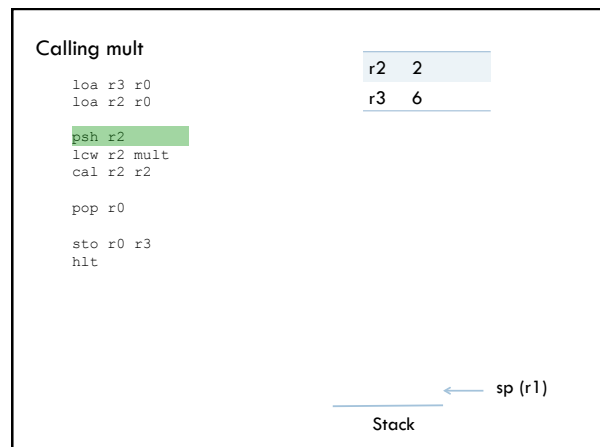 Calling mult
loa r3 r0
loa r2 r0
psh r2
lcw r2 mult
cal r2 r2
pop r0
sto r0 r3
hlt
r2 2
r3 6
sp (r1)
Stack